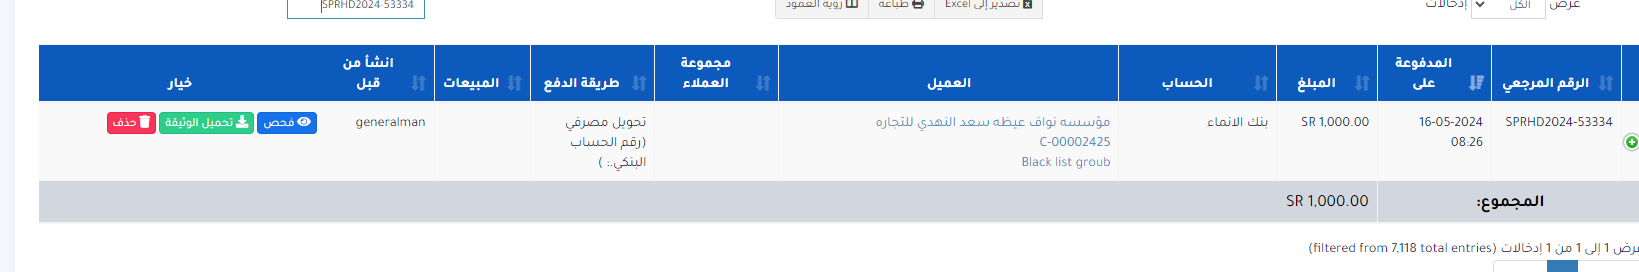 عرض الكل إدخالات
تصدير إلى Excel طباعة رؤية العمود
SPRHD2024-53334
الرقم المرجعي
المدفوعة على
المبلغ
الحساب
العميل
مجموعة العملاء
طريقة الدفع
المبيعات
انشأ من قبل
خيار
SPRHD2024-53334
16-05-2024
08:26
SR 1,000.00
بنك الانماء
مؤسسه نواف عيظه سعد النهدي للتجاره
C-00002425
Black list groub
تحويل مصرفي
(رقم الحساب
البنكي.: )
generalman
فحص تحميل الوثيقة حذف
المجموع: SR 1,000.00
عرض 1 إلى 1 من 1 إدخالات (filtered from 7,118 total entries)